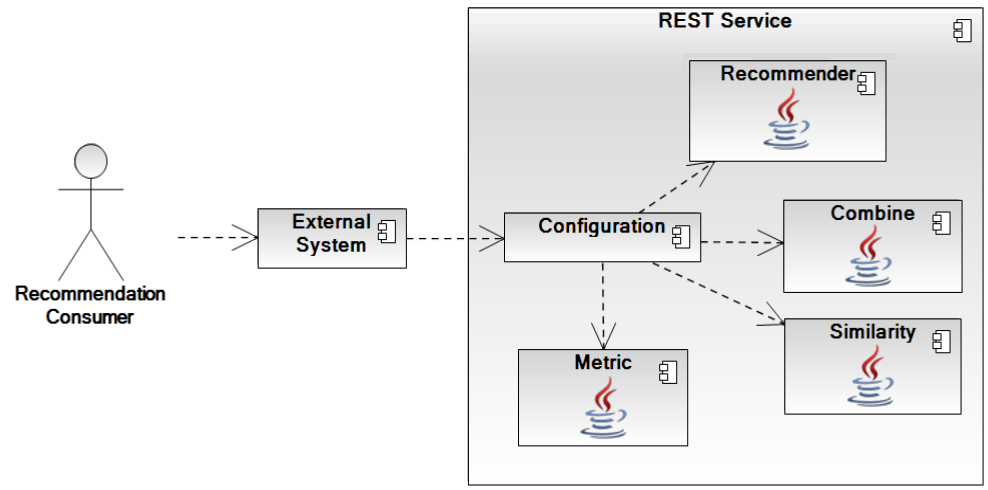 REST Service
Recommender
Combine
External
System
Configuration
Recommendation
Consumer
Similarity
Metric